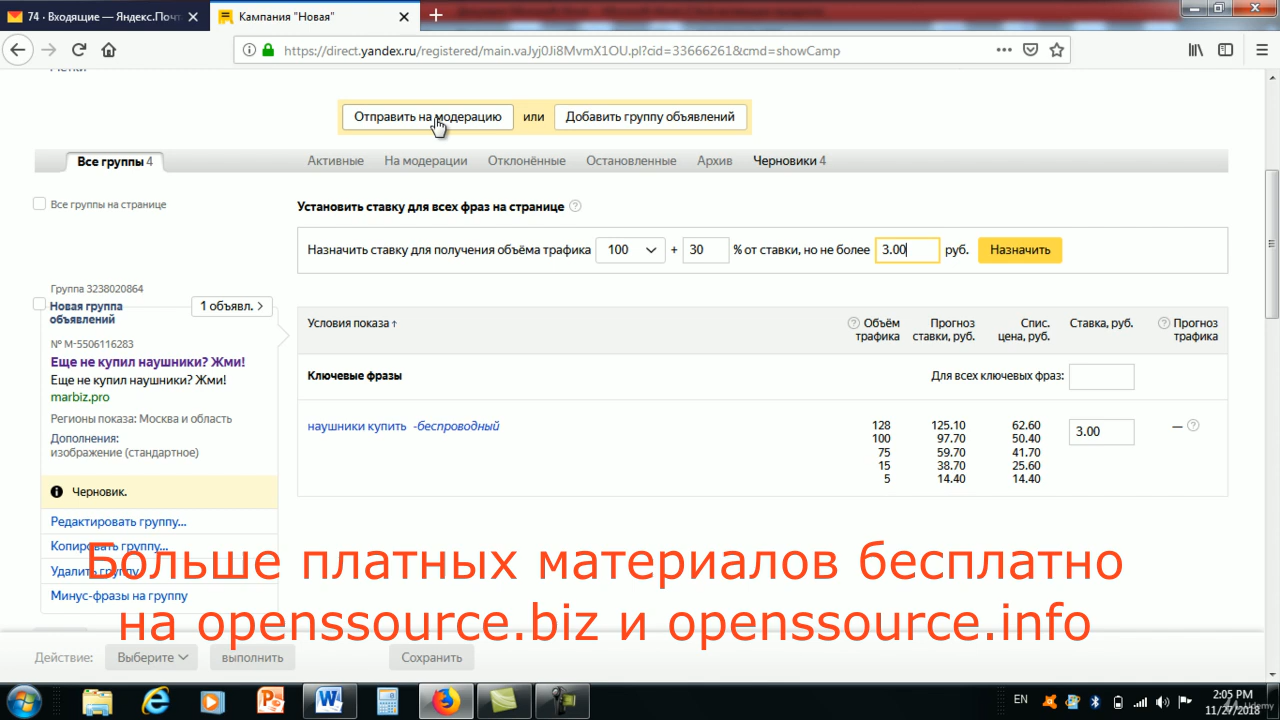 74 · Входящие — Яндекс.Почт
Кампания "Новая"
https://direct.yandex.ru/registered/main.vaJyj0Ji8MvmX1OU.pl?cid=33666261&cmd=showCamp
Метки
Отправить на модерацию или Добавить группу объявлений
Все группы 4 Активные На модерации Отклонённые Остановленные Архив Черновики 4
Все группы на странице
Установить ставку для всех фраз на странице ?
Назначить ставку для получения объёма трафика 100 + 30 % от ставки, но не более 3.00 руб. Назначить
Группа 3238020864
Новая группа объявлений
1 объявл. >
№ M-5506116283
Еще не купил наушники? Жми!
Еще не купил наушники? Жми!
marbiz.pro
Регионы показа: Москва и область
Дополнения:
изображение (стандартное)
Черновик.
Редактировать группу...
Копировать группу...
Удалить группу
Минус-фразы на группу
Условия показа ↑ ? Объём трафика Прогноз ставки, руб. Спис. цена, руб. Ставка, руб. ? Прогноз трафика
Ключевые фразы Для всех ключевых фраз:
наушники купить -беспроводный 128 125.10 62.60 3.00 — ?
100 97.70 50.40
75 59.70 41.70
15 38.70 25.60
5 14.40 14.40
Больше платных материалов бесплатно
на openssource.biz и openssource.info
Действие: Выберите выполнить Сохранить
EN
2:05 PM
11/27/2018
Udemy